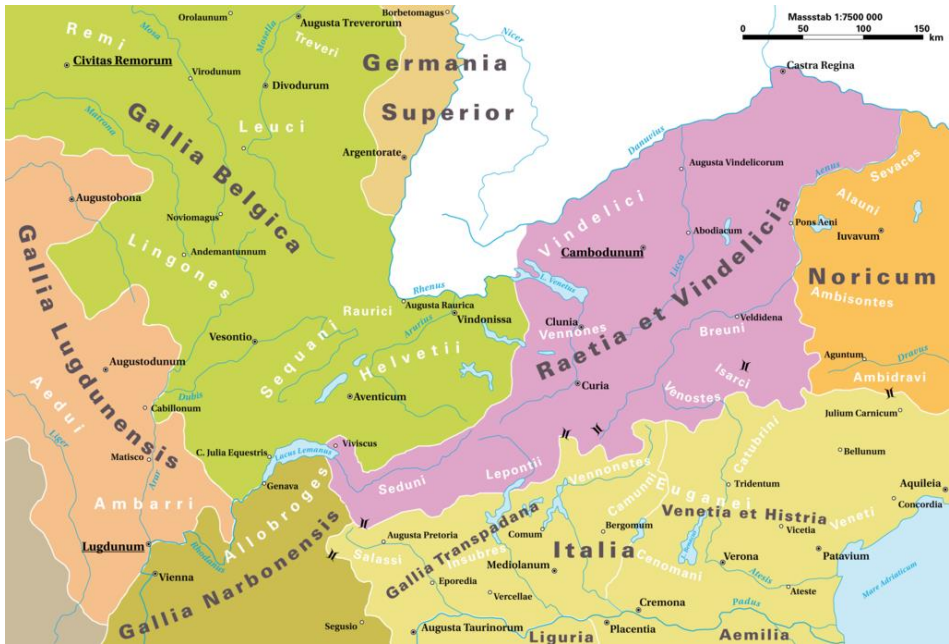 Massstab 1:7500 000
0 50 100 150
km
Orolaunum
Borbetomagus
Augusta Treverorum
Remi
Mosa
Mosella
Treveri
Nicer
Civitas Remorum
Virodunum
Divodurum
Germania
Superior
Castra Regina
Matrona
Leuci
Gallia Belgica
Argentorate
Danuvius
Augusta Vindelicorum
Aenus
Sevaces
Alauni
Augustobona
Noviomagus
Andemantunnum
Lingones
Vindelici
Cambodunum
Abodiacum
Licca
Pons Aeni
Iuvavum
Noricum
Ambisontes
Gallia Lugdunensis
Rhenus
L. Venetus
Raurici
Augusta Raurica
Ararius
Vindonissa
Clunia
Vennones
Raetia et Vindelicia
Veldidena
Breuni
Vesontio
Sequani
Helvetii
Augustodunum
Aedui
Dubis
Cabillonum
Aventicum
Curia
Isarci
Venostes
Aguntum
Dravus
Ambidravi
Julium Carnicum
Liger
Matisco
Arar
C. Julia Equestris
Lacus Lemanus
Viviscus
Genava
Seduni
Lepontii
Vennonetes
Camunni
Euganei
Catubrini
Tridentum
Bellunum
Aquileia
Concordia
Ambarri
Lugdunum
Rhodanus
Allobroges
Vienna
Gallia Narbonensis
Segusio
Augusta Pretoria
Salassi
Insubres
Comum
Gallia Transpadana
Bergomum
Italia
Cenomani
Venetia et Histria
Vicetia
Veneti
Verona
Patavium
Mediolanum
Eporedia
Vercellae
Atesis
Ateste
Mare Adriaticum
Cremona
Padus
Augusta Taurinorum
Placentia
Liguria
Aemilia